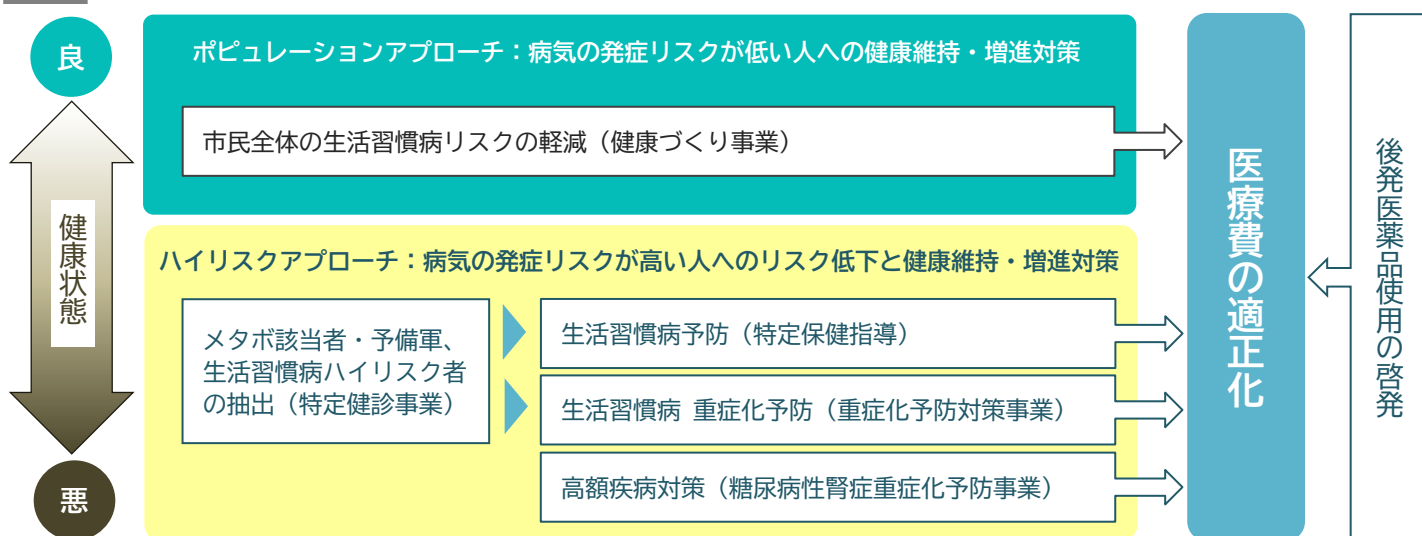 良
ポピュレーションアプローチ：病気の発症リスクが低い人への健康維持・増進対策
市民全体の生活習慣病リスクの軽減（健康づくり事業）
健康状態
ハイリスクアプローチ：病気の発症リスクが高い人へのリスク低下と健康維持・増進対策
メタボ該当者・予備軍、
生活習慣病ハイリスク者
の抽出（特定健診事業）
生活習慣病予防（特定保健指導）
生活習慣病 重症化予防（重症化予防対策事業）
高額疾病対策（糖尿病性腎症重症化予防事業）
悪
医療費の適正化
後発医薬品使用の啓発